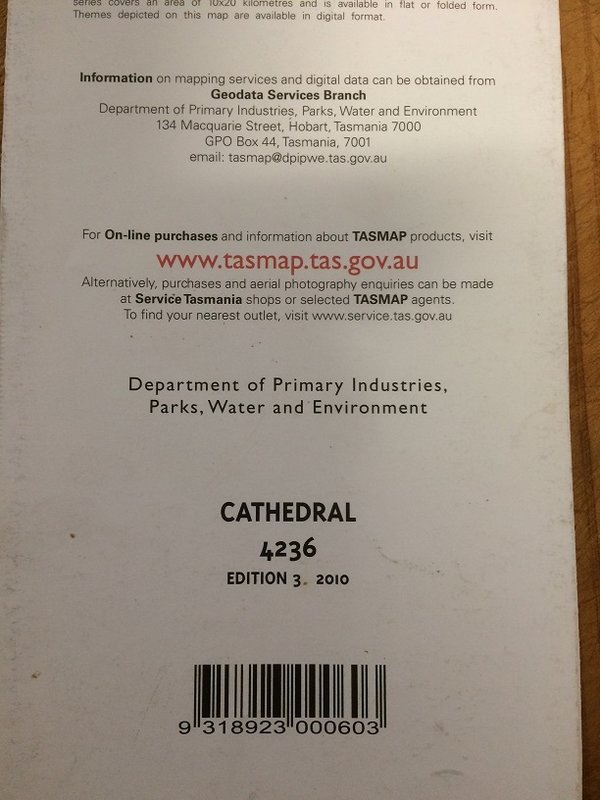 series covers an area of 10x20 kilometres and is available in flat or folded form.
Themes depicted on this map are available in digital format.
Information on mapping services and digital data can be obtained from
Geodata Services Branch
Department of Primary Industries, Parks, Water and Environment
134 Macquarie Street, Hobart, Tasmania 7000
GPO Box 44, Tasmania, 7001
email: tasmap@dpipwe.tas.gov.au
For On-line purchases and information about TASMAP products, visit
www.tasmap.tas.gov.au
Alternatively, purchases and aerial photography enquiries can be made
at Service Tasmania shops or selected TASMAP agents.
To find your nearest outlet, visit www.service.tas.gov.au
Department of Primary Industries,
Parks, Water and Environment
CATHEDRAL
4236
EDITION 3 2010
9 318923 000603